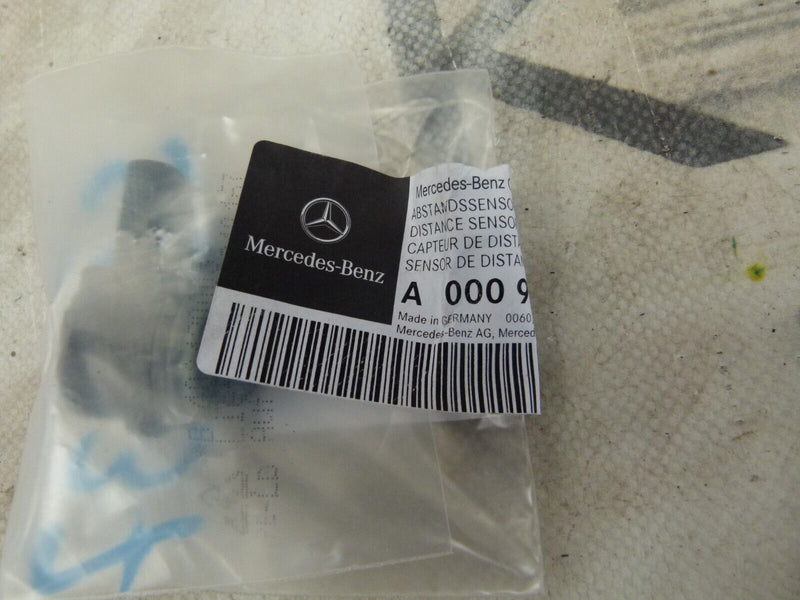 Mercedes-Benz
Mercedes-Benz
ABSTANDSSENSO
DISTANCE SENSO
CAPTEUR DE DISTA
SENSOR DE DISTAN
A 000 9
Made in GERMANY 0060
Mercedes-Benz AG, Merced